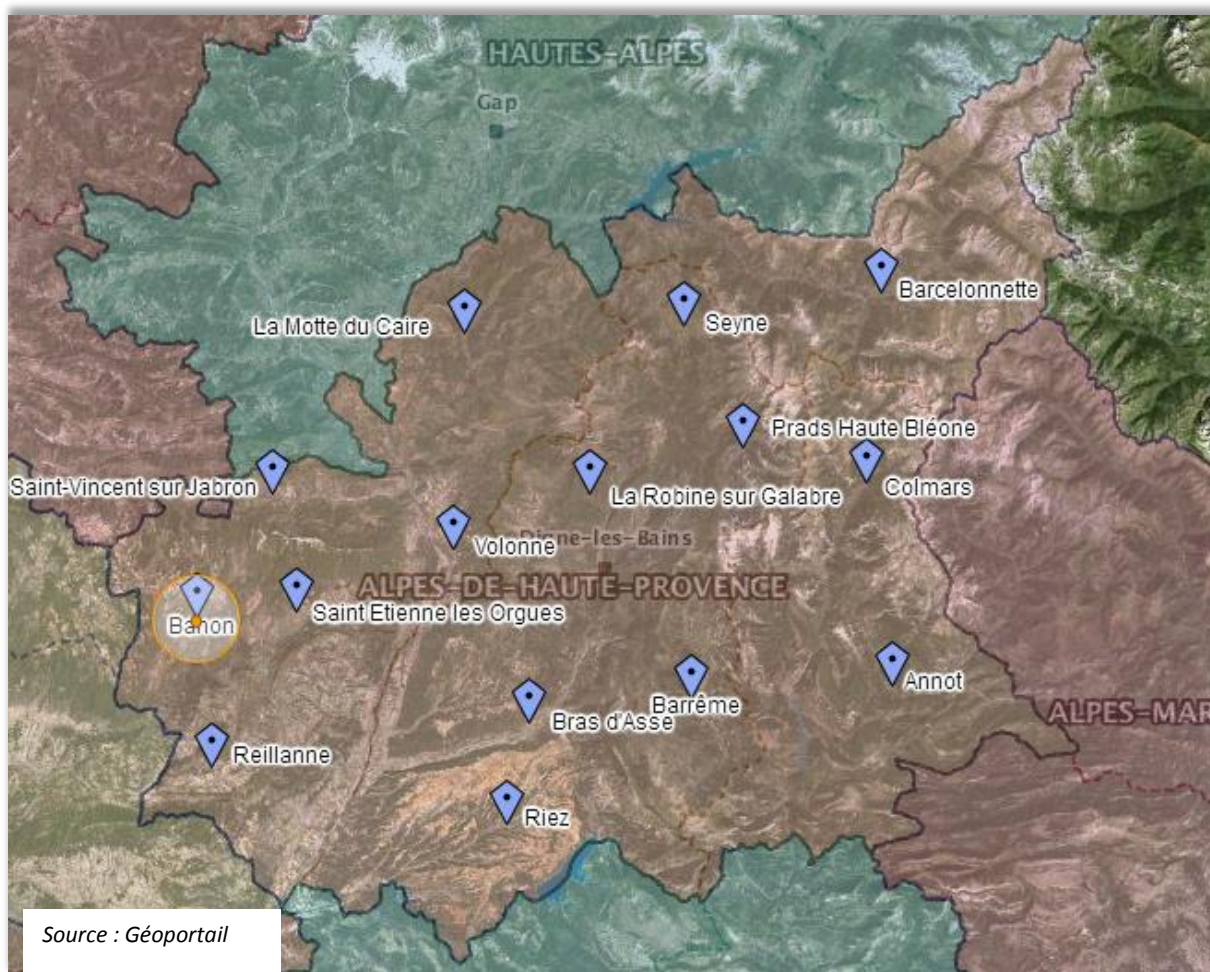 HAUTES-ALPES
Gap
Barcelonnette
La Motte du Caire
Seyne
Prads Haute Bléone
Saint-Vincent sur Jabron
La Robine sur Galabre
Colmars
Volonne
Digne-les-Bains
ALPES-DE-HAUTE-PROVENCE
Saint Etienne les Orgues
Banon
Annot
Barrême
ALPES-MAR
Bras d'Asse
Reillanne
Riez
Source : Géoportail